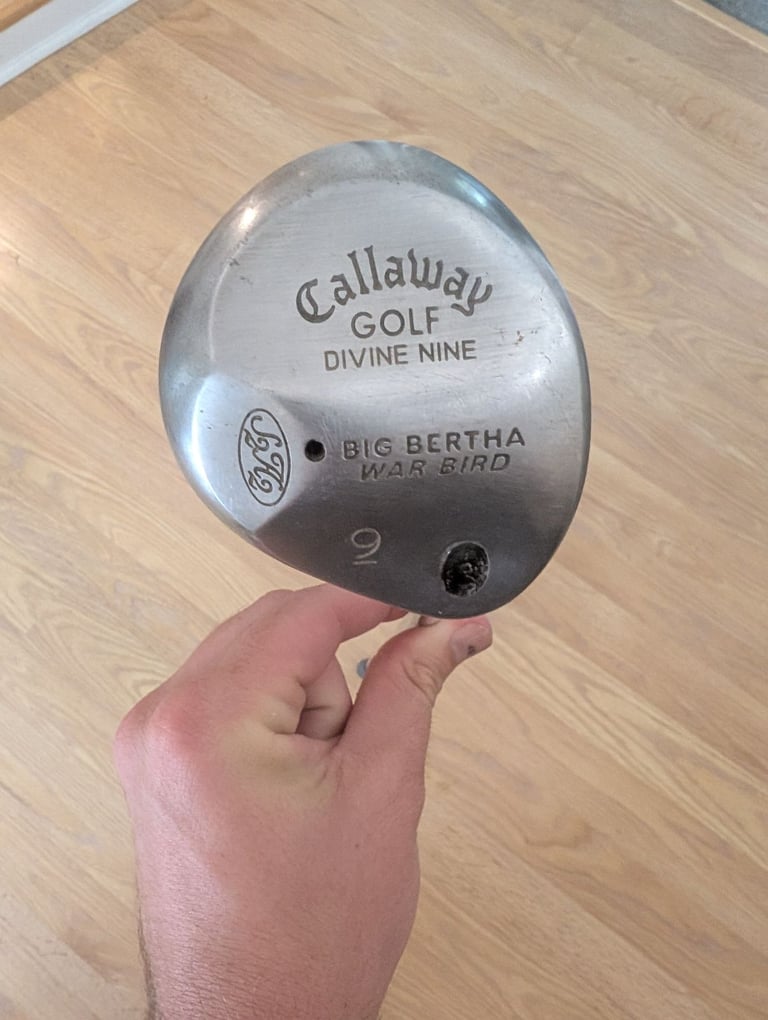 Callaway
GOLF
DIVINE NINE
BIG BERTHA
WAR BIRD
9